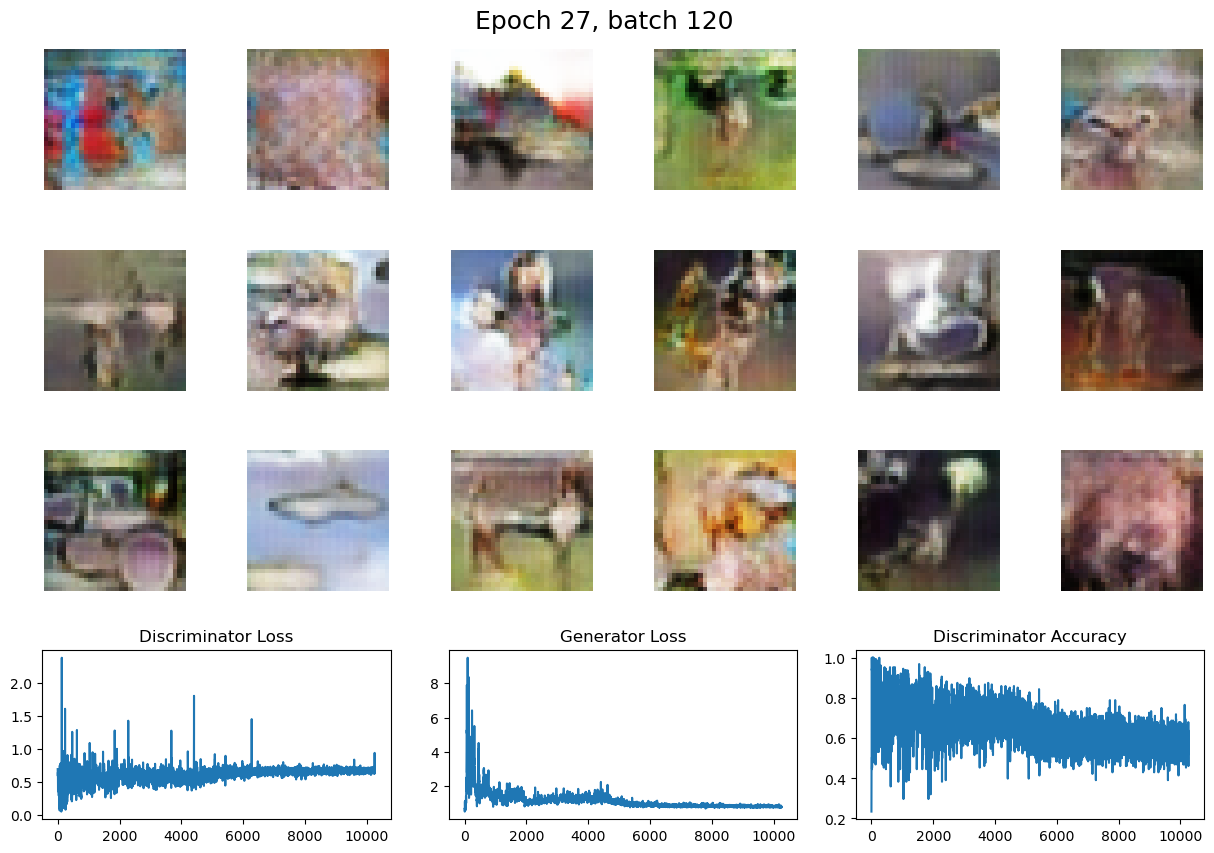 Epoch 27, batch 120
Discriminator Loss
Generator Loss
Discriminator Accuracy
2.0
1.5
1.0
0.5
0.0
0 2000 4000 6000 8000 10000
8
6
4
2
0 2000 4000 6000 8000 10000
1.0
0.8
0.6
0.4
0.2
0 2000 4000 6000 8000 10000